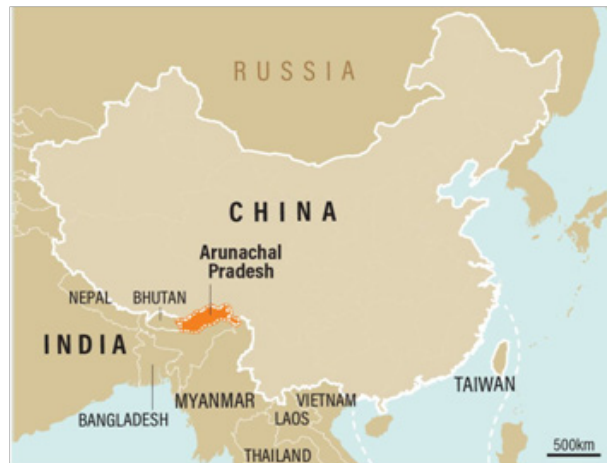 RUSSIA
CHINA
Arunachal
Pradesh
NEPAL
BHUTAN
INDIA
BANGLADESH
MYANMAR
VIETNAM
LAOS
THAILAND
TAIWAN
500km